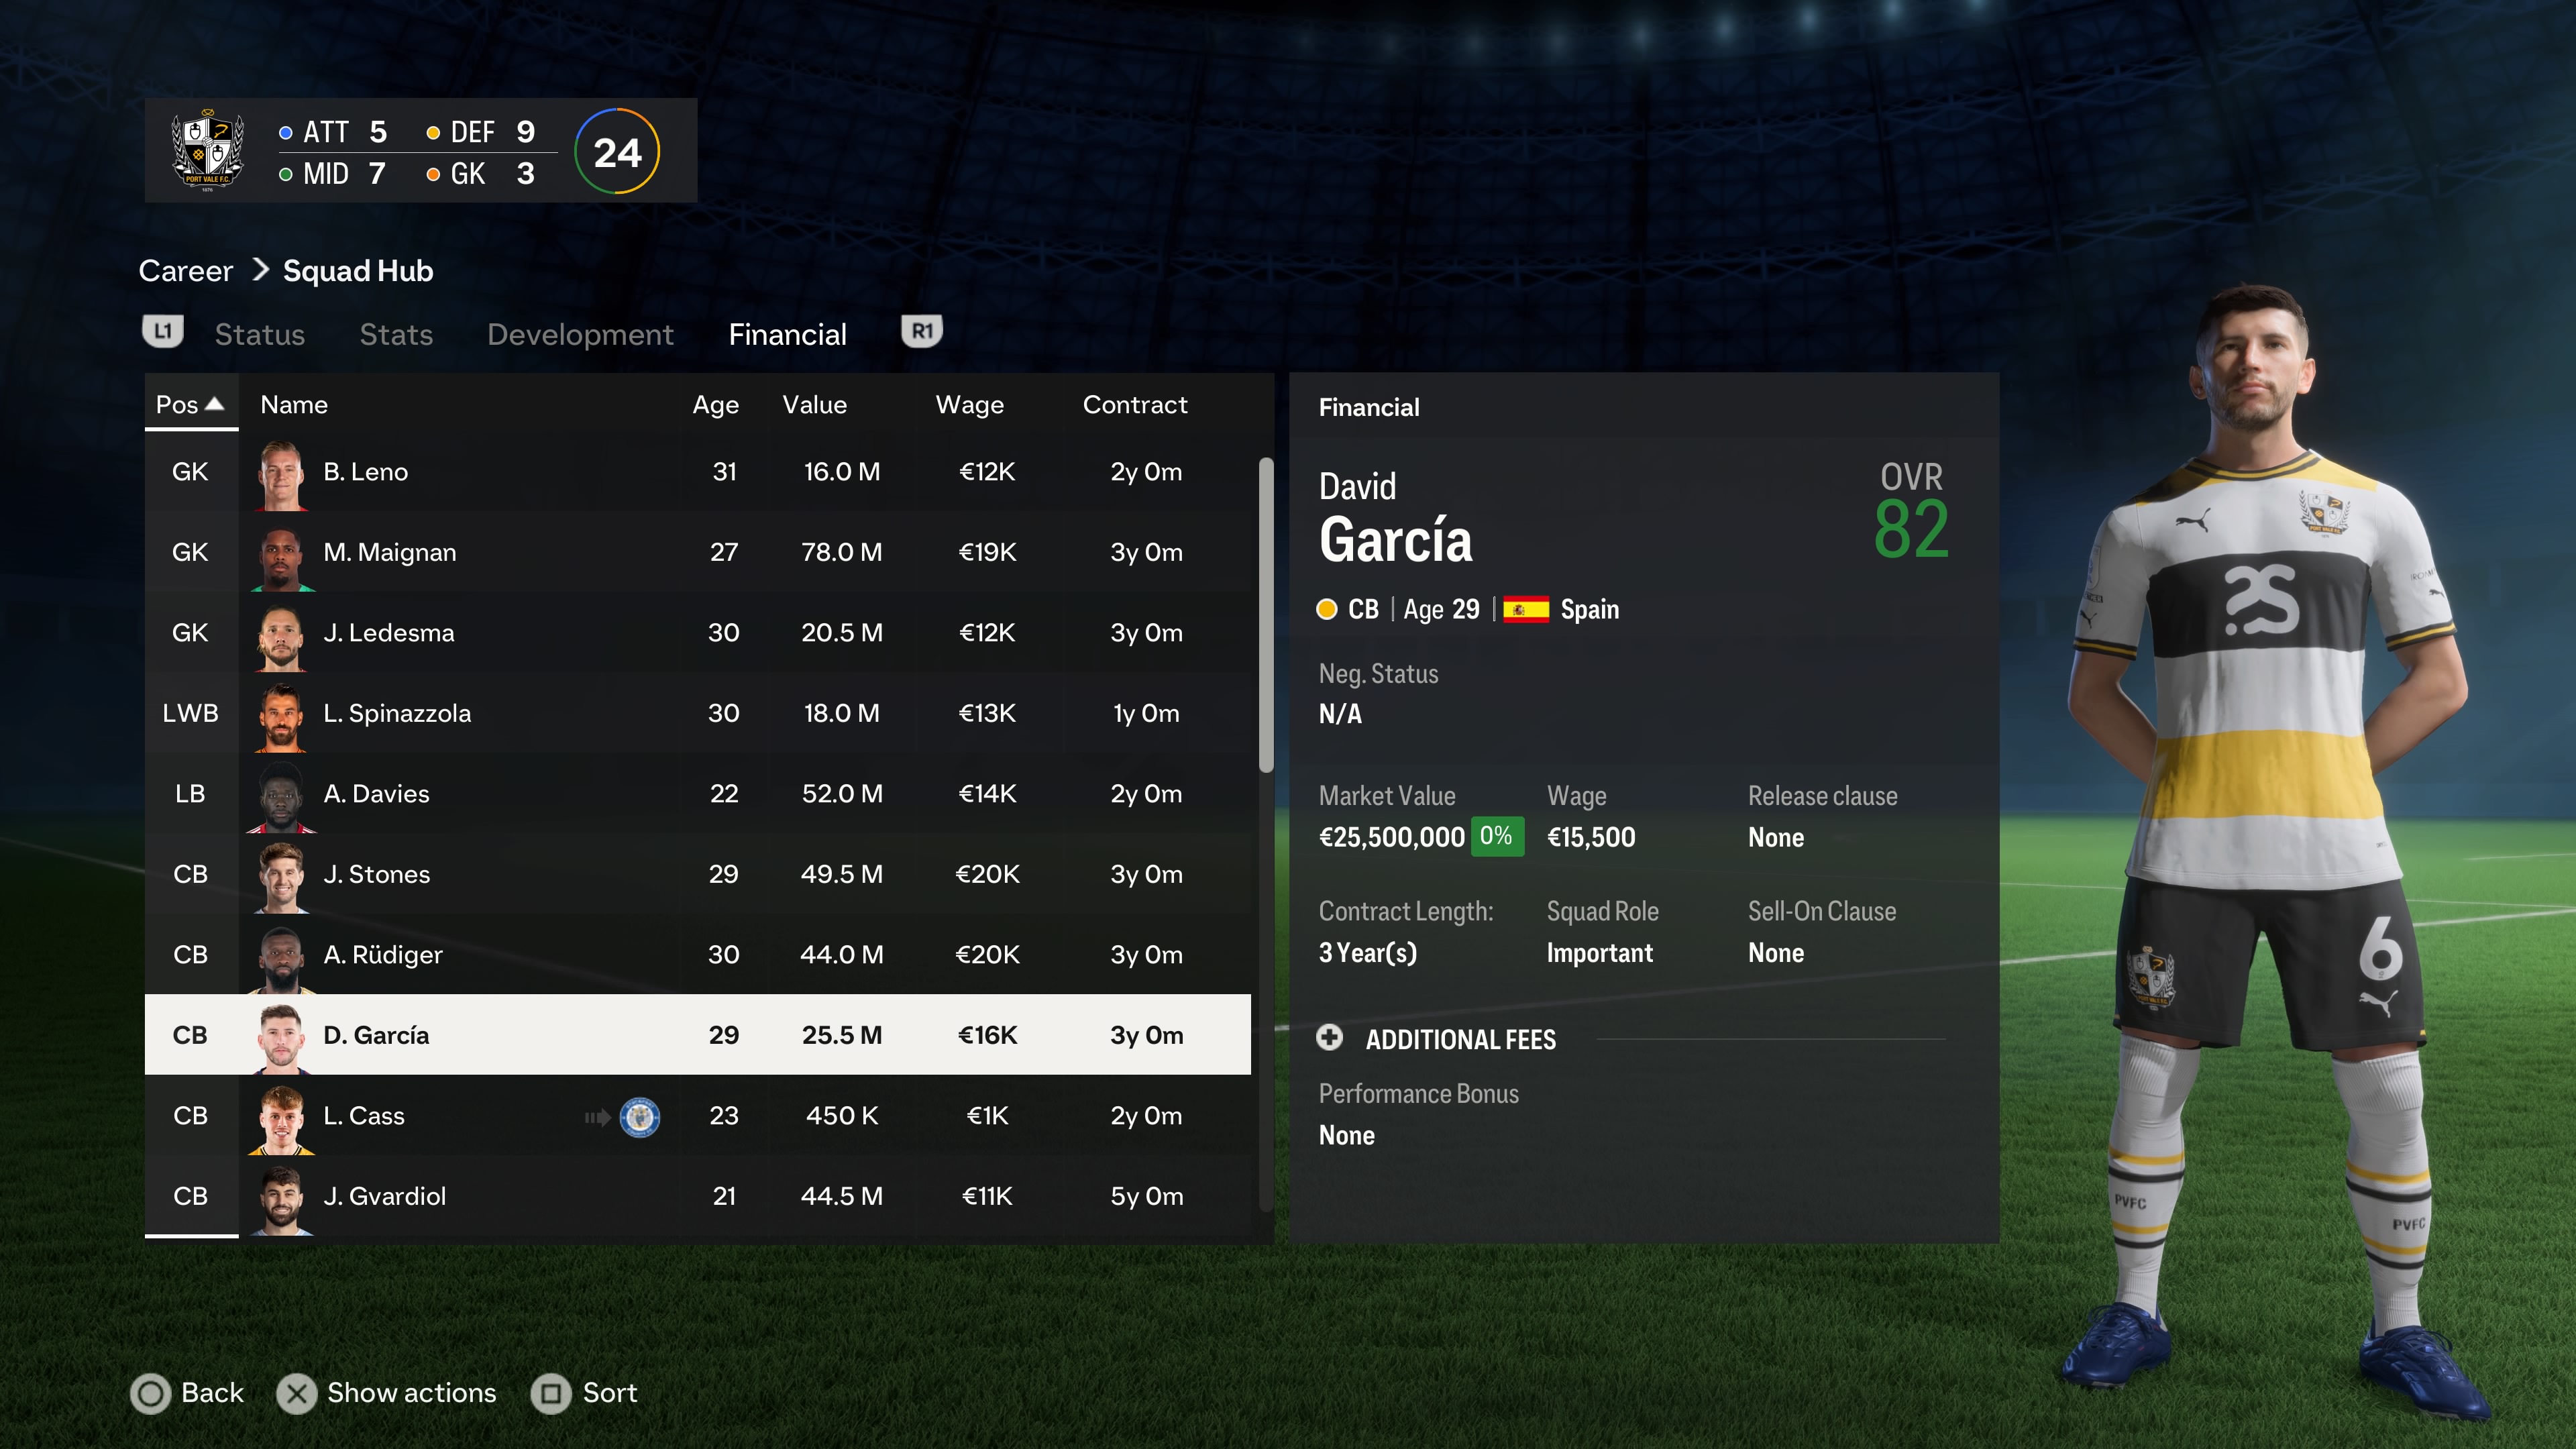 ATT 5 DEF 9
24
MID 7 GK 3
PORT VALE F.C.
Career > Squad Hub
L1 Status Stats Development Financial R1
Pos Name Age Value Wage Contract
GK B. Leno 31 16.0 M €12K 2y 0m
GK M. Maignan 27 78.0 M €19K 3y 0m
GK J. Ledesma 30 20.5 M €12K 3y 0m
LWB L. Spinazzola 30 18.0 M €13K 1y 0m
LB A. Davies 22 52.0 M €14K 2y 0m
CB J. Stones 29 49.5 M €20K 3y 0m
CB A. Rüdiger 30 44.0 M €20K 3y 0m
CB D. García 29 25.5 M €16K 3y 0m
CB L. Cass 23 450 K €1K 2y 0m
CB J. Gvardiol 21 44.5 M €11K 5y 0m
Financial
David
García
OVR
82
CB | Age 29 | Spain
Neg. Status
N/A
Market Value Wage Release clause
€25,500,000 0% €15,500 None
Contract Length: Squad Role Sell-On Clause
3 Year(s) Important None
ADDITIONAL FEES
Performance Bonus
None
6
PVFC
PVFC
Back Show actions Sort